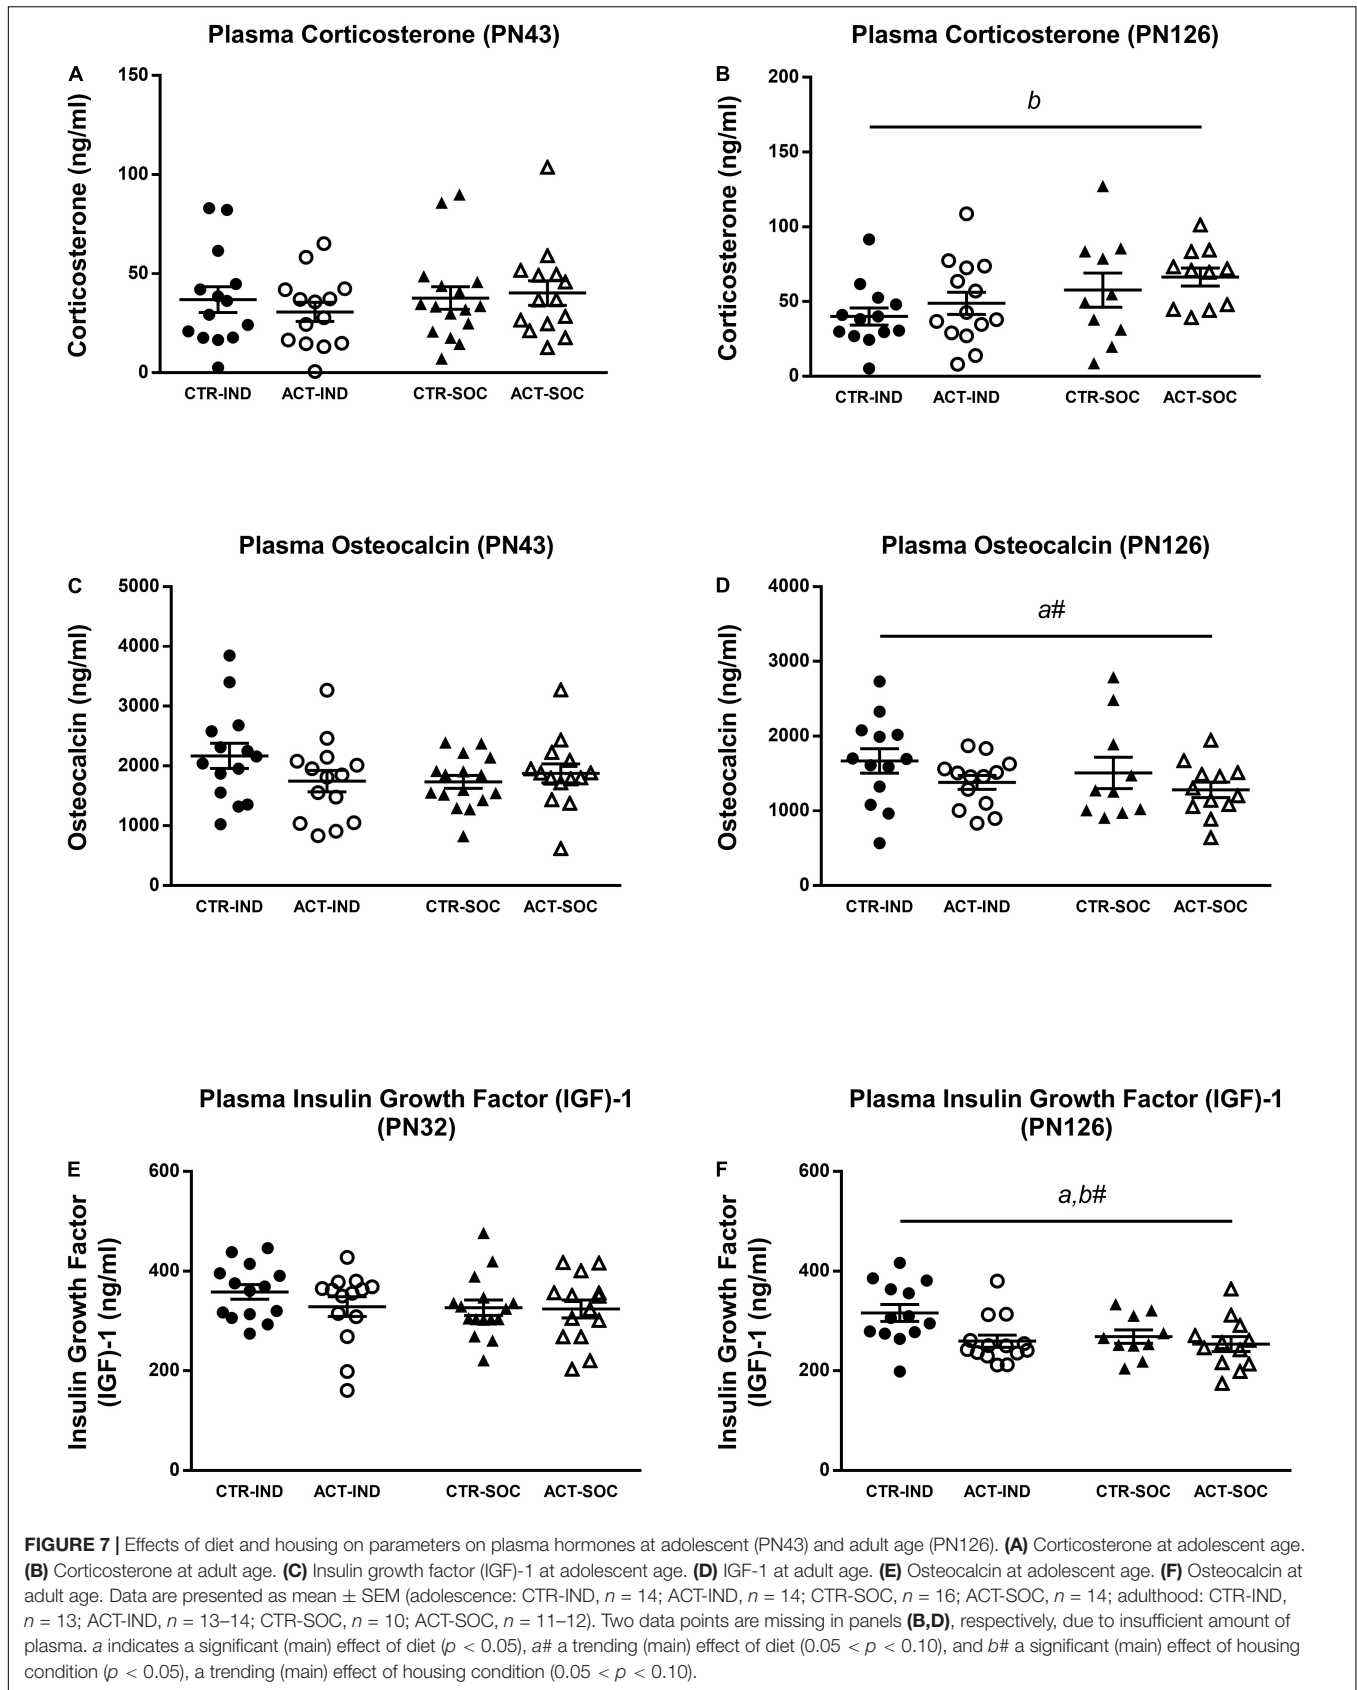 Plasma Corticosterone (PN43)
A
Corticosterone (ng/ml)
150
100
50
0
CTR-IND ACT-IND CTR-SOC ACT-SOC
Plasma Corticosterone (PN126)
B
Corticosterone (ng/ml)
200
150
100
50
0
b
CTR-IND ACT-IND CTR-SOC ACT-SOC
Plasma Osteocalcin (PN43)
C
Osteocalcin (ng/ml)
5000
4000
3000
2000
1000
0
CTR-IND ACT-IND CTR-SOC ACT-SOC
Plasma Osteocalcin (PN126)
D
Osteocalcin (ng/ml)
4000
3000
2000
1000
0
a#
CTR-IND ACT-IND CTR-SOC ACT-SOC
Plasma Insulin Growth Factor (IGF)-1
(PN32)
E
Insulin Growth Factor
(IGF)-1 (ng/ml)
600
400
200
0
CTR-IND ACT-IND CTR-SOC ACT-SOC
Plasma Insulin Growth Factor (IGF)-1
(PN126)
F
Insulin Growth Factor
(IGF)-1 (ng/ml)
600
400
200
0
a,b#
CTR-IND ACT-IND CTR-SOC ACT-SOC
FIGURE 7 | Effects of diet and housing on parameters on plasma hormones at adolescent (PN43) and adult age (PN126). (A) Corticosterone at adolescent age.
(B) Corticosterone at adult age. (C) Insulin growth factor (IGF)-1 at adolescent age. (D) IGF-1 at adult age. (E) Osteocalcin at adolescent age. (F) Osteocalcin at
adult age. Data are presented as mean ± SEM (adolescence: CTR-IND, n = 14; ACT-IND, n = 14; CTR-SOC, n = 16; ACT-SOC, n = 14; adulthood: CTR-IND,
n = 13; ACT-IND, n = 13–14; CTR-SOC, n = 10; ACT-SOC, n = 11–12). Two data points are missing in panels (B,D), respectively, due to insufficient amount of
plasma. a indicates a significant (main) effect of diet (p < 0.05), a# a trending (main) effect of diet (0.05 < p < 0.10), and b# a significant (main) effect of housing
condition (p < 0.05), a trending (main) effect of housing condition (0.05 < p < 0.10).